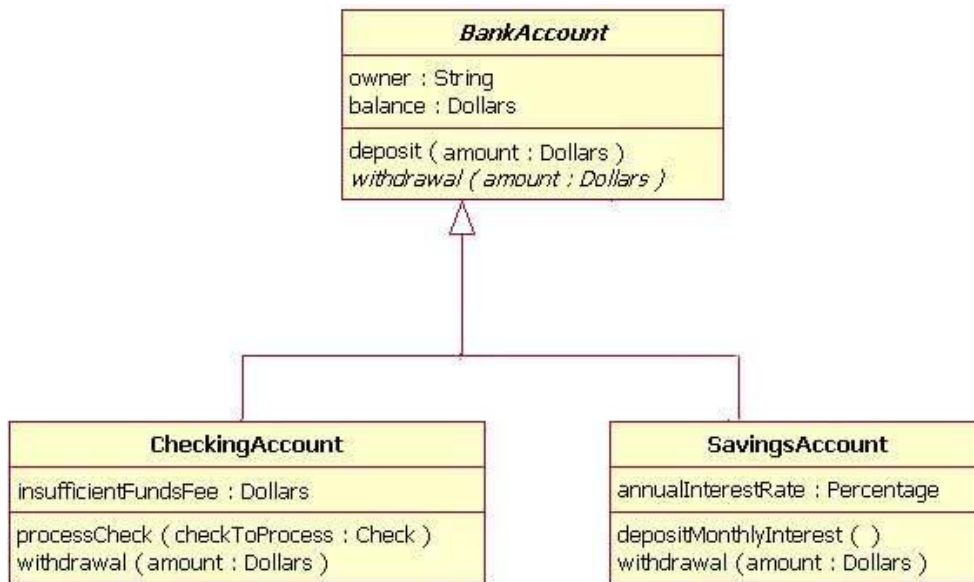 BankAccount
owner : String
balance : Dollars
deposit ( amount : Dollars )
withdrawal ( amount : Dollars )
CheckingAccount
insufficientFundsFee : Dollars
processCheck ( checkToProcess : Check )
withdrawal ( amount : Dollars )
SavingsAccount
annualInterestRate : Percentage
depositMonthlyInterest ( )
withdrawal ( amount : Dollars )